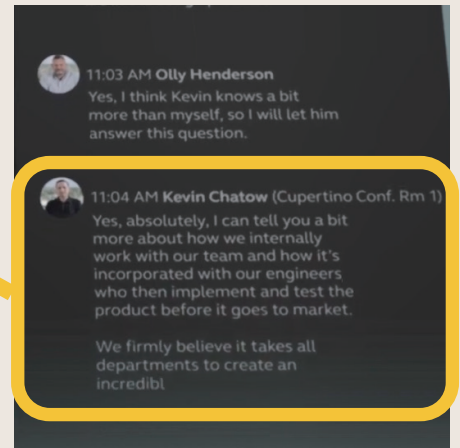 11:03 AM Olly Henderson
Yes, I think Kevin knows a bit
more than myself, so I will let him
answer this question.
11:04 AM Kevin Chatow (Cupertino Conf. Rm 1)
Yes, absolutely, I can tell you a bit
more about how we internally
work with our team and how it's
incorporated with our engineers
who then implement and test the
product before it goes to market.
We firmly believe it takes all
departments to create an
incredibl